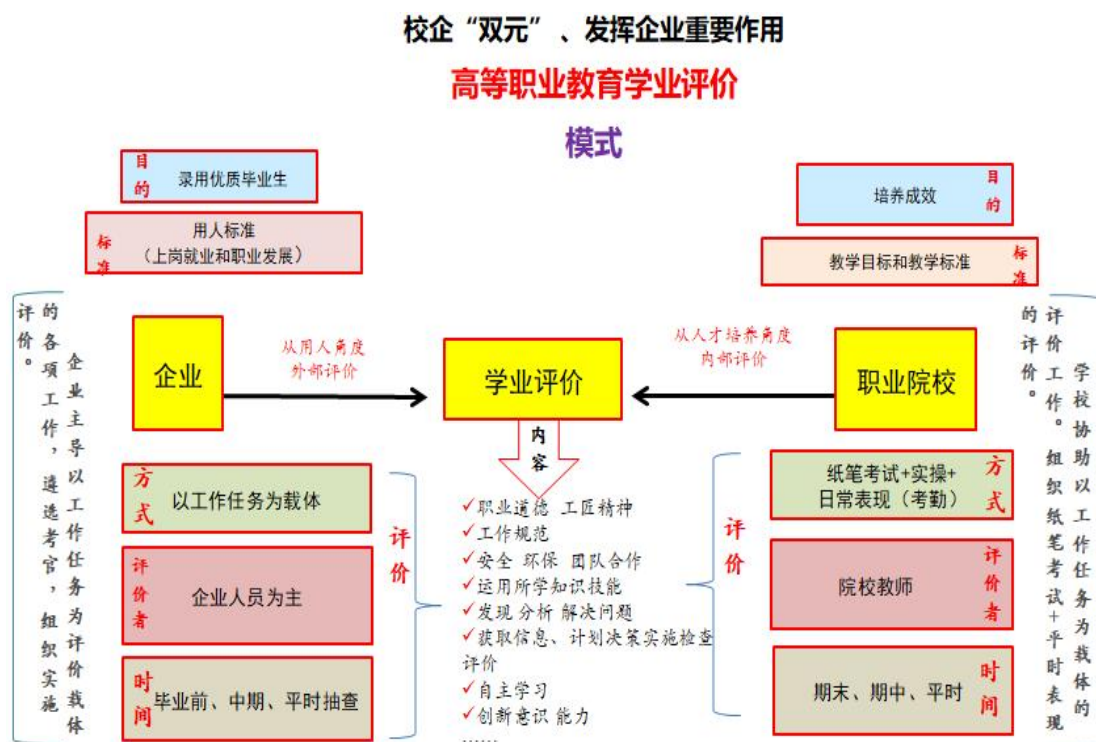 校企“双元”、发挥企业重要作用
高等职业教育学业评价
模式
目的
录用优质毕业生
标准
用人标准
（上岗就业和职业发展）
目的
培养成效
标准
教学目标和教学标准
企业主导以工作任务为评价载体
的各项工作，遴选考官，组织实施
评价。
企业
从用人角度
外部评价
学业评价
从人才培养角度
内部评价
职业院校
学校协助以工作任务为载体的
评价工作。组织纸笔考试+平时表现
的评价。
内容
方式
以工作任务为载体
评价者
企业人员为主
时间
毕业前、中期、平时抽查
评价
✓职业道德 工匠精神
✓工作规范
✓安全 环保 团队合作
✓运用所学知识技能
✓发现 分析 解决问题
✓获取信息、计划决策实施检查
评价
✓自主学习
✓创新意识 能力
……
评价
方式
纸笔考试+实操+
日常表现（考勤）
评价者
院校教师
时间
期末、期中、平时